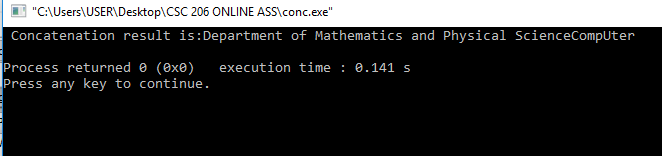 "C:\Users\USER\Desktop\CSC 206 ONLINE ASS\conc.exe"
Concatenation result is:Department of Mathematics and Physical ScienceCompUter
Process returned 0 (0x0)   execution time : 0.141 s
Press any key to continue.